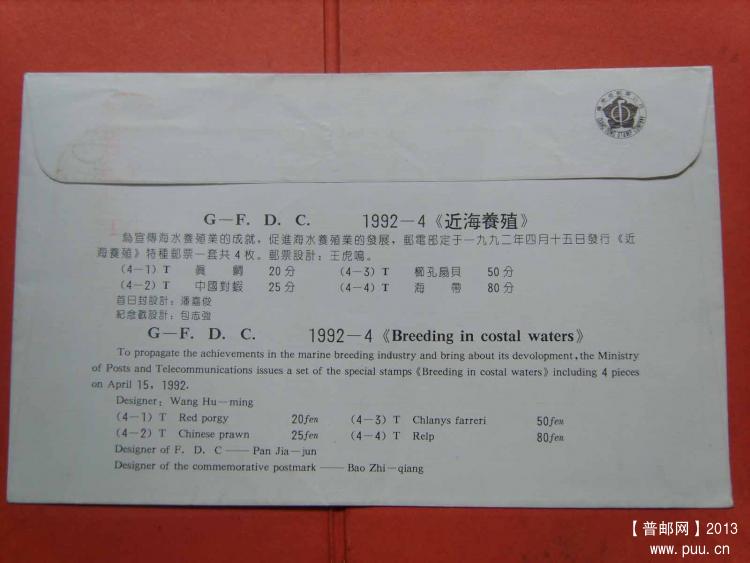 G—F. D. C. 1992—4《近海養殖》
爲宣傳海水養殖業的成就，促進海水養殖業的發展，郵電部定于一九九二年四月十五日發行《近
海養殖》特種郵票一套共4枚。郵票設計：王虎鳴。
(4—1) T 眞鯛 20分 (4—3) T 櫛孔扇貝 50分
(4—2) T 中國對蝦 25分 (4—4) T 海帶 80分
首日封設計：潘嘉俊
紀念戳設計：包志強
G—F. D. C. 1992—4《Breeding in costal waters》
To propagate the achievements in the marine breeding industry and bring about its devolopment, the Ministry
of Posts and Telecommunications issues a set of the special stamps《Breeding in costal waters》including 4 pieces
on April 15, 1992.
Designer: Wang Hu—ming
(4—1) T Red porgy 20fen (4—3) T Chlanys farreri 50fen
(4—2) T Chinese prawn 25fen (4—4) T Relp 80fen
Designer of F. D. C —— Pan Jia—jun
Designer of the commemorative postmark —— Bao Zhi—qiang
【普邮网】2013
www.puu.cn